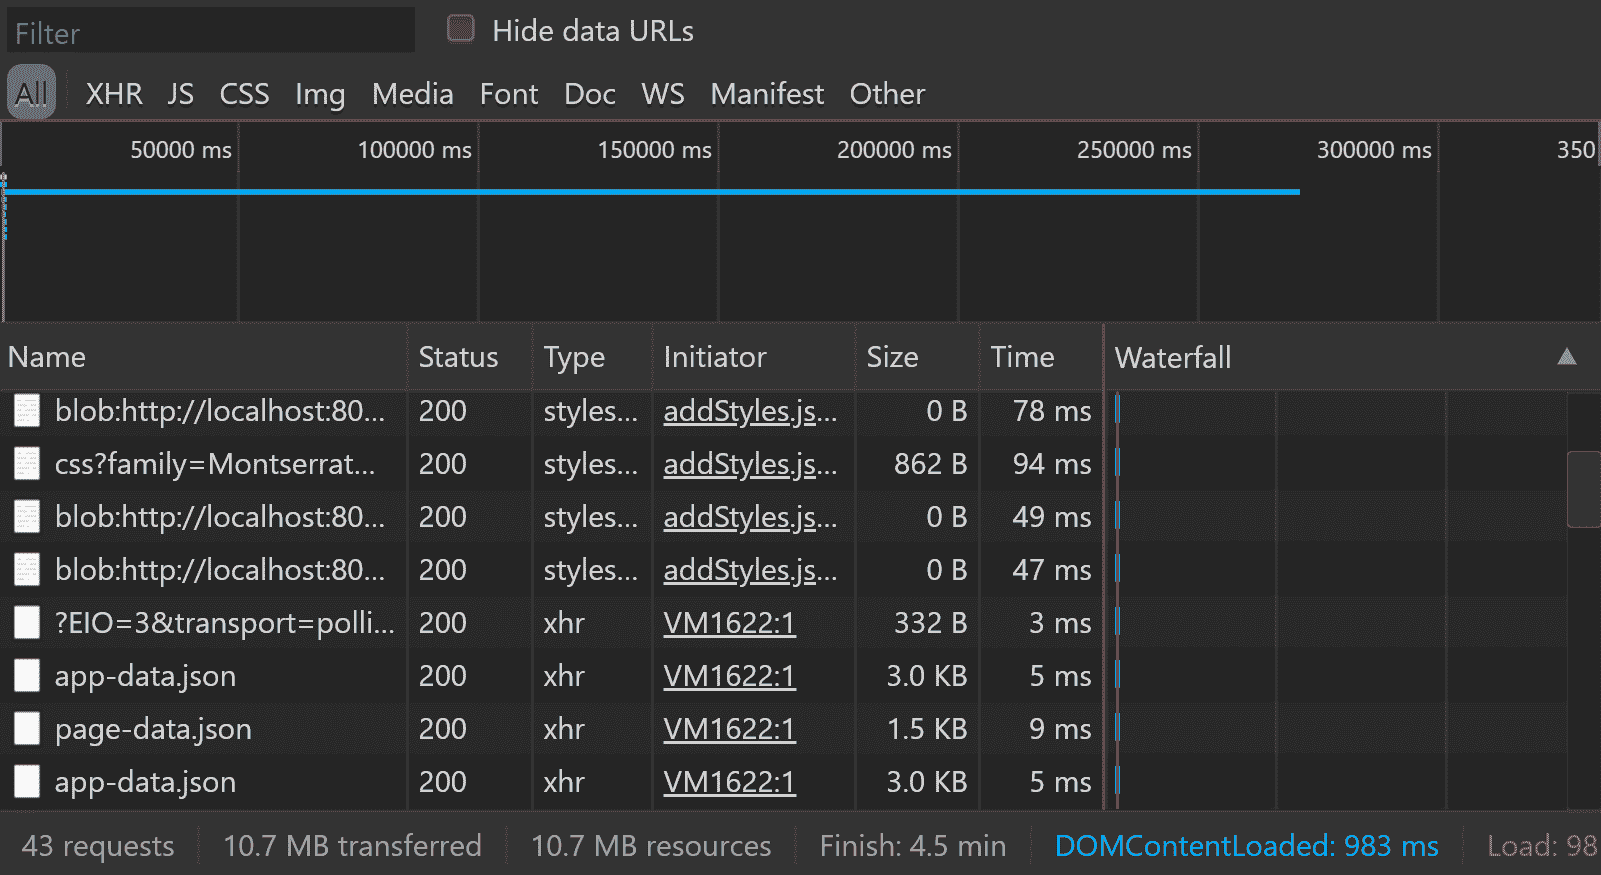 Filter Hide data URLs
All XHR JS CSS Img Media Font Doc WS Manifest Other
50000 ms 100000 ms 150000 ms 200000 ms 250000 ms 300000 ms 350
Name Status Type Initiator Size Time Waterfall ▲
blob:http://localhost:80... 200 styles... addStyles.js... 0 B 78 ms
css?family=Montserrat... 200 styles... addStyles.js... 862 B 94 ms
blob:http://localhost:80... 200 styles... addStyles.js... 0 B 49 ms
blob:http://localhost:80... 200 styles... addStyles.js... 0 B 47 ms
?EIO=3&transport=polli... 200 xhr VM1622:1 332 B 3 ms
app-data.json 200 xhr VM1622:1 3.0 KB 5 ms
page-data.json 200 xhr VM1622:1 1.5 KB 9 ms
app-data.json 200 xhr VM1622:1 3.0 KB 5 ms
43 requests 10.7 MB transferred 10.7 MB resources Finish: 4.5 min DOMContentLoaded: 983 ms Load: 98